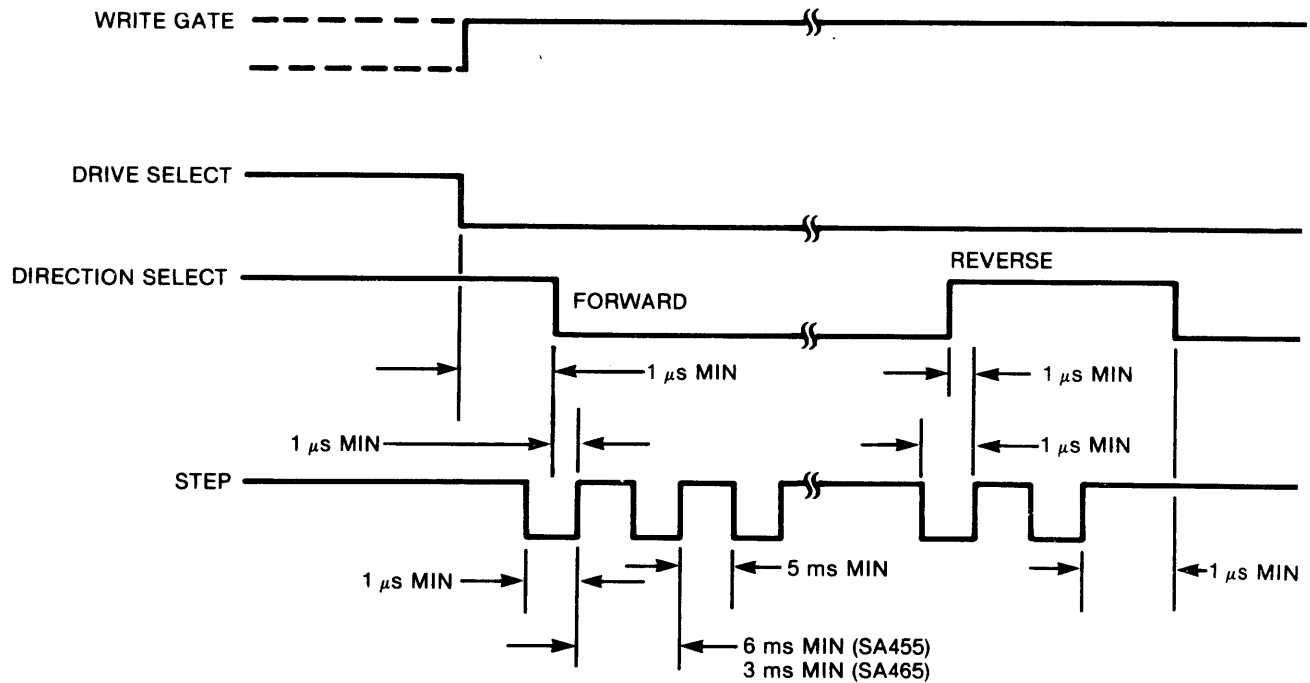 WRITE GATE
DRIVE SELECT
DIRECTION SELECT
REVERSE
FORWARD
1 μs MIN
1 μs MIN
1 μs MIN
1 μs MIN
STEP
1 μs MIN
5 ms MIN
1 μs MIN
6 ms MIN (SA455)
3 ms MIN (SA465)